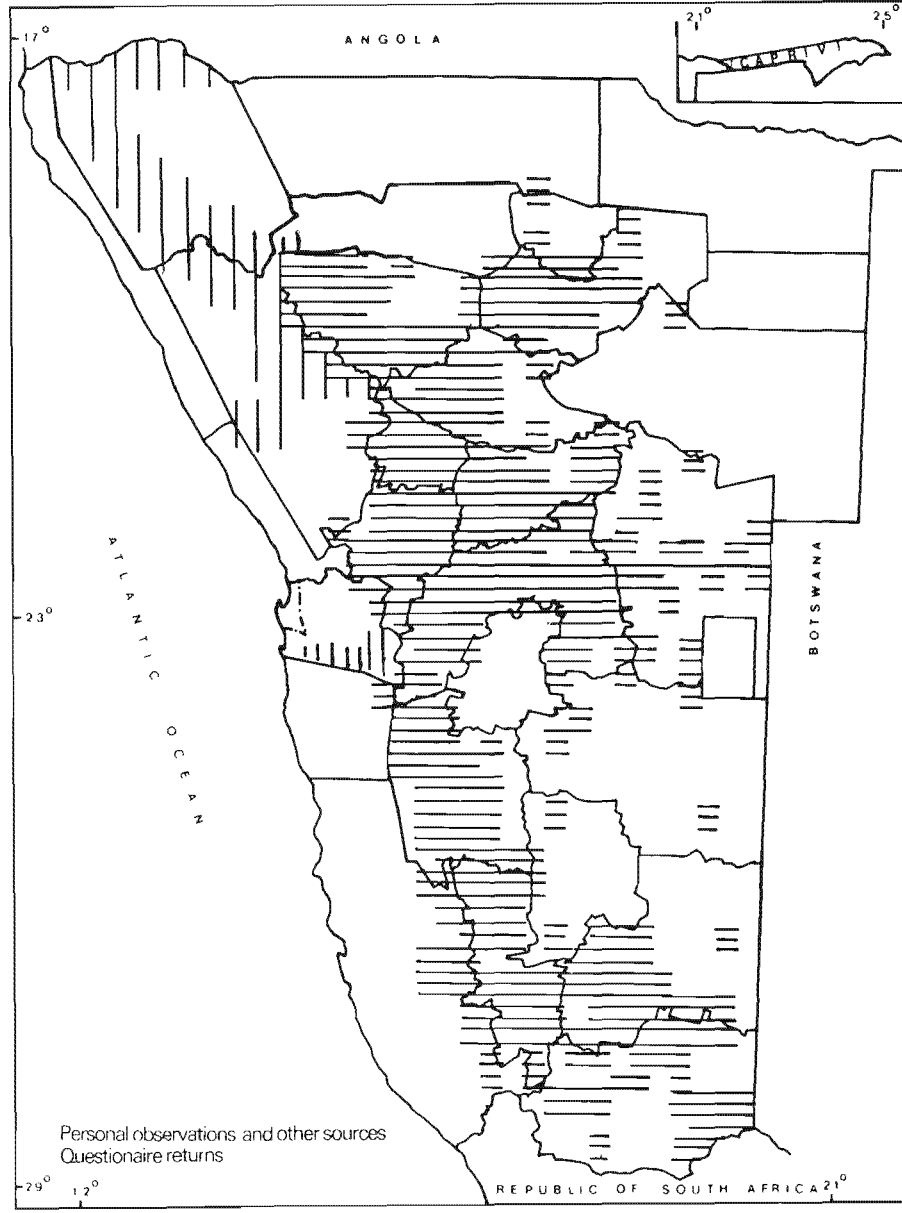 21° 25°
17° ANGOLA
CAPRIVI
ATLANTIC OCEAN
BOTSWANA
23°
Personal observations and other sources
Questionaire returns
REPUBLIC OF SOUTH AFRICA
29° 12° 21°